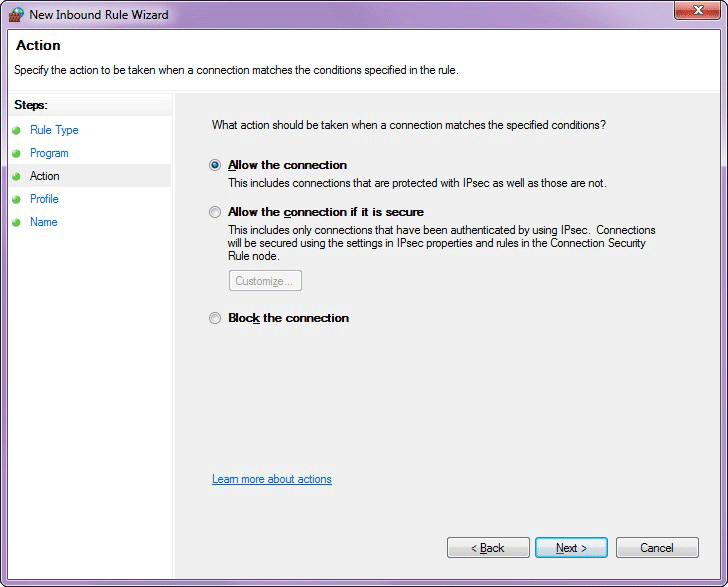 New Inbound Rule Wizard
Action
Specify the action to be taken when a connection matches the conditions specified in the rule.
Steps:
Rule Type
Program
Action
Profile
Name
What action should be taken when a connection matches the specified conditions?
Allow the connection
This includes connections that are protected with IPsec as well as those are not.
Allow the connection if it is secure
This includes only connections that have been authenticated by using IPsec. Connections
will be secured using the settings in IPsec properties and rules in the Connection Security
Rule node.
Customize...
Block the connection
Learn more about actions
< Back
Next >
Cancel